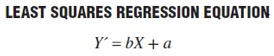 LEAST SQUARES REGRESSION EQUATION
Y´ = bX + a